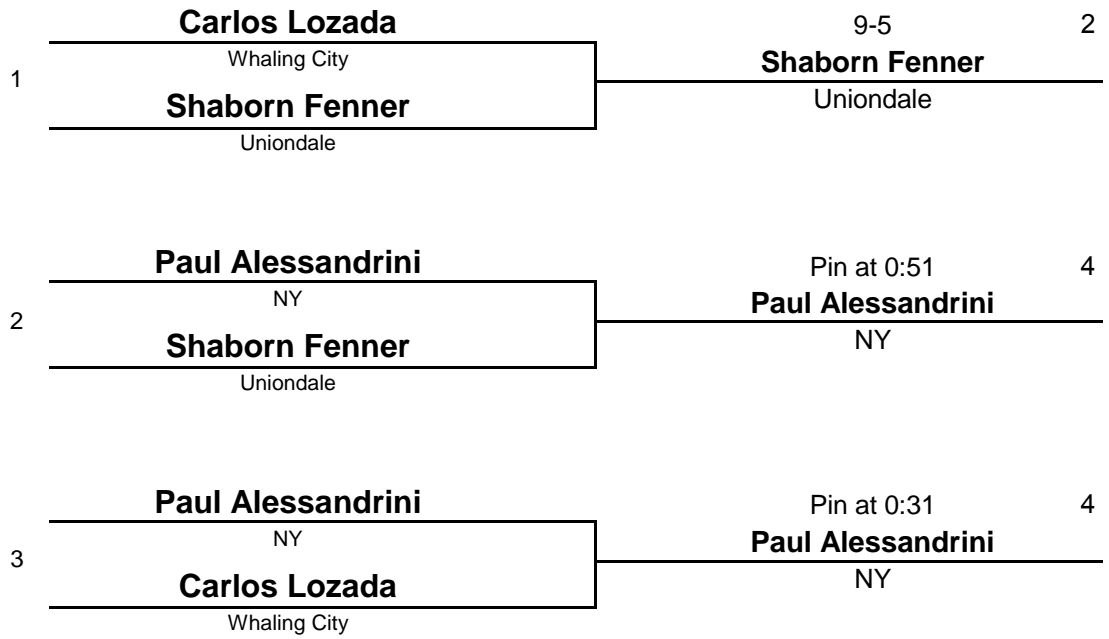 Carlos Lozada
Whaling City
1
Shaborn Fenner
Uniondale
9-5 2
Shaborn Fenner
Uniondale
Paul Alessandrini
NY
2
Shaborn Fenner
Uniondale
Pin at 0:51 4
Paul Alessandrini
NY
Paul Alessandrini
NY
3
Carlos Lozada
Whaling City
Pin at 0:31 4
Paul Alessandrini
NY